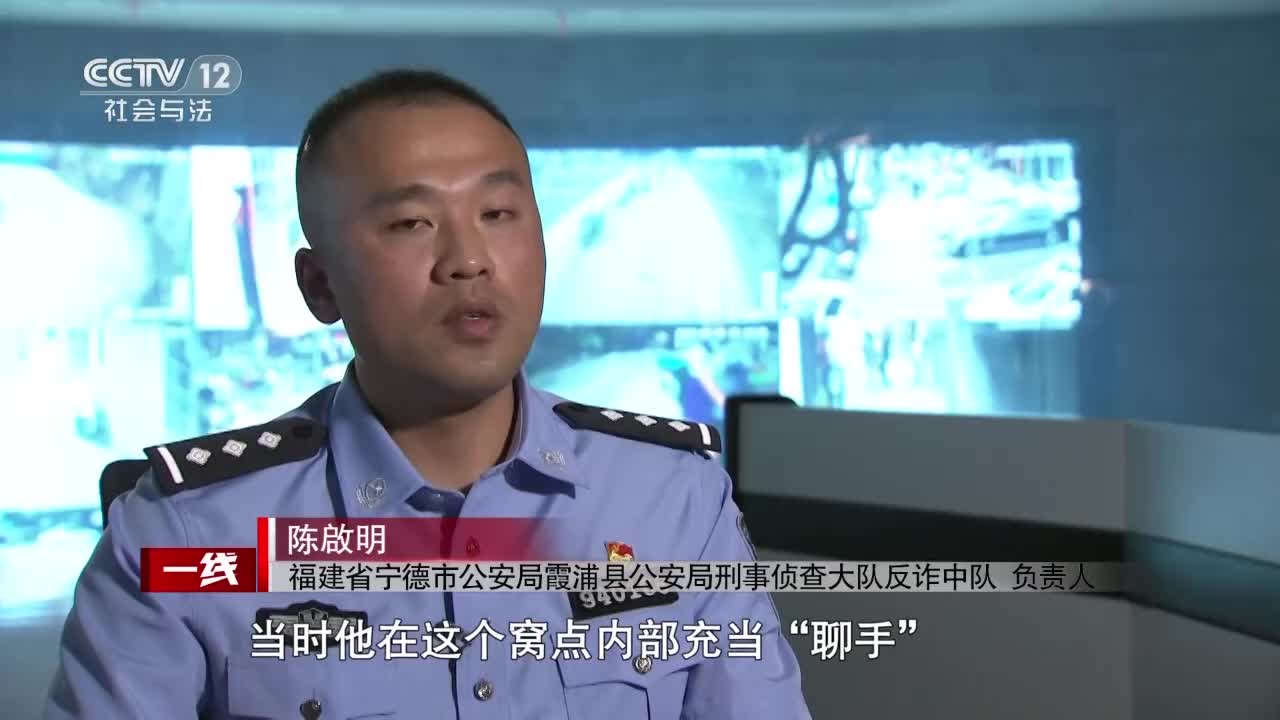 CCTV 12
社会与法
陈啟明
一线
福建省宁德市公安局霞浦县公安局刑事侦查大队反诈中队 负责人
当时他在这个窝点内部充当“聊手”